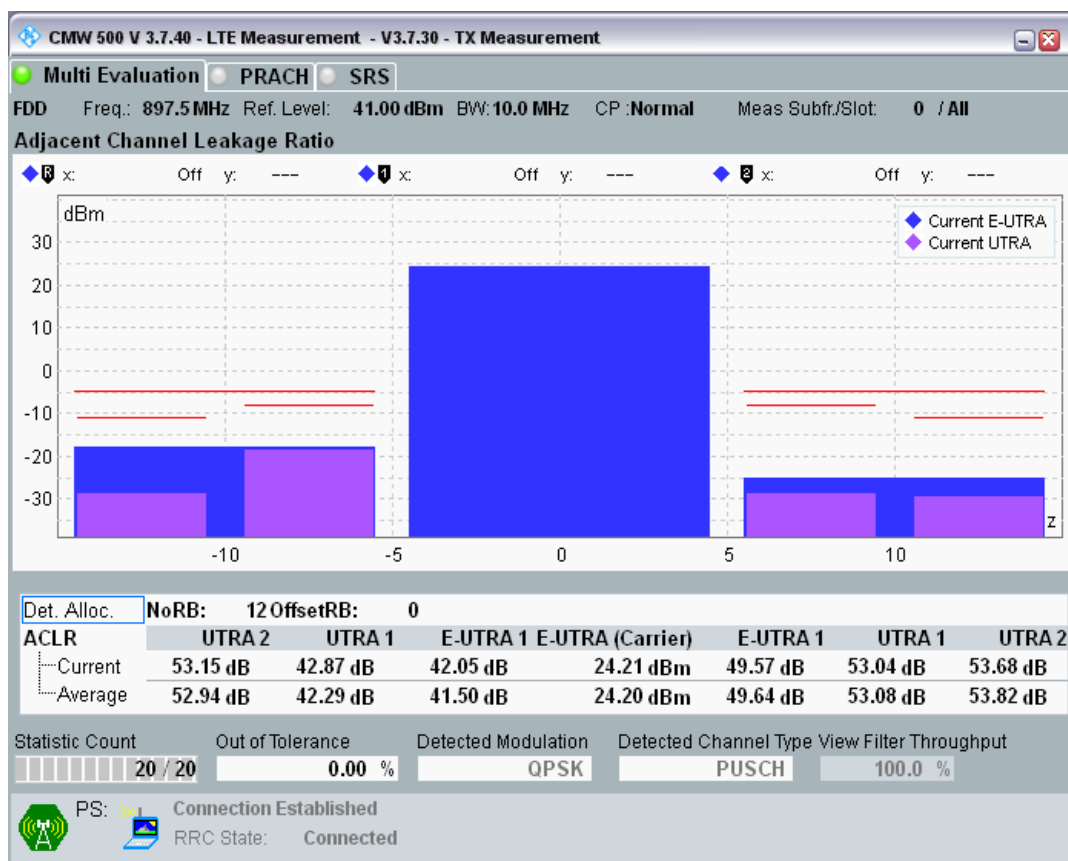 CMW 500 V 3.7.40 - LTE Measurement - V3.7.30 - TX Measurement
Multi Evaluation PRACH SRS
FDD Freq.: 897.5 MHz Ref. Level: 41.00 dBm BW: 10.0 MHz CP :Normal Meas Subfr./Slot: 0 / All
Adjacent Channel Leakage Ratio
R x: Off y: --- 1 x: Off y: --- 2 x: Off y: ---
dBm
Current E-UTRA
Current UTRA
30
20
10
0
-10
-20
-30
z
-10 -5 0 5 10
Det. Alloc. NoRB: 12 OffsetRB: 0
ACLR UTRA 2 UTRA 1 E-UTRA 1 E-UTRA (Carrier) E-UTRA 1 UTRA 1 UTRA 2
Current 53.15 dB 42.87 dB 42.05 dB 24.21 dBm 49.57 dB 53.04 dB 53.68 dB
Average 52.94 dB 42.29 dB 41.50 dB 24.20 dBm 49.64 dB 53.08 dB 53.82 dB
Statistic Count Out of Tolerance Detected Modulation Detected Channel Type View Filter Throughput
20 / 20 0.00 % QPSK PUSCH 100.0 %
PS: Connection Established
RRC State: Connected